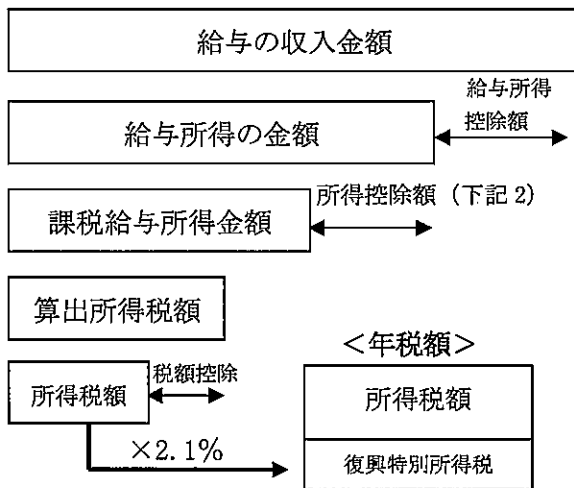 給与の収入金額
給与所得
控除額
給与所得の金額
所得控除額（下記 2）
課税給与所得金額
算出所得税額
＜年税額＞
税額控除
所得税額
所得税額
×2.1%
復興特別所得税